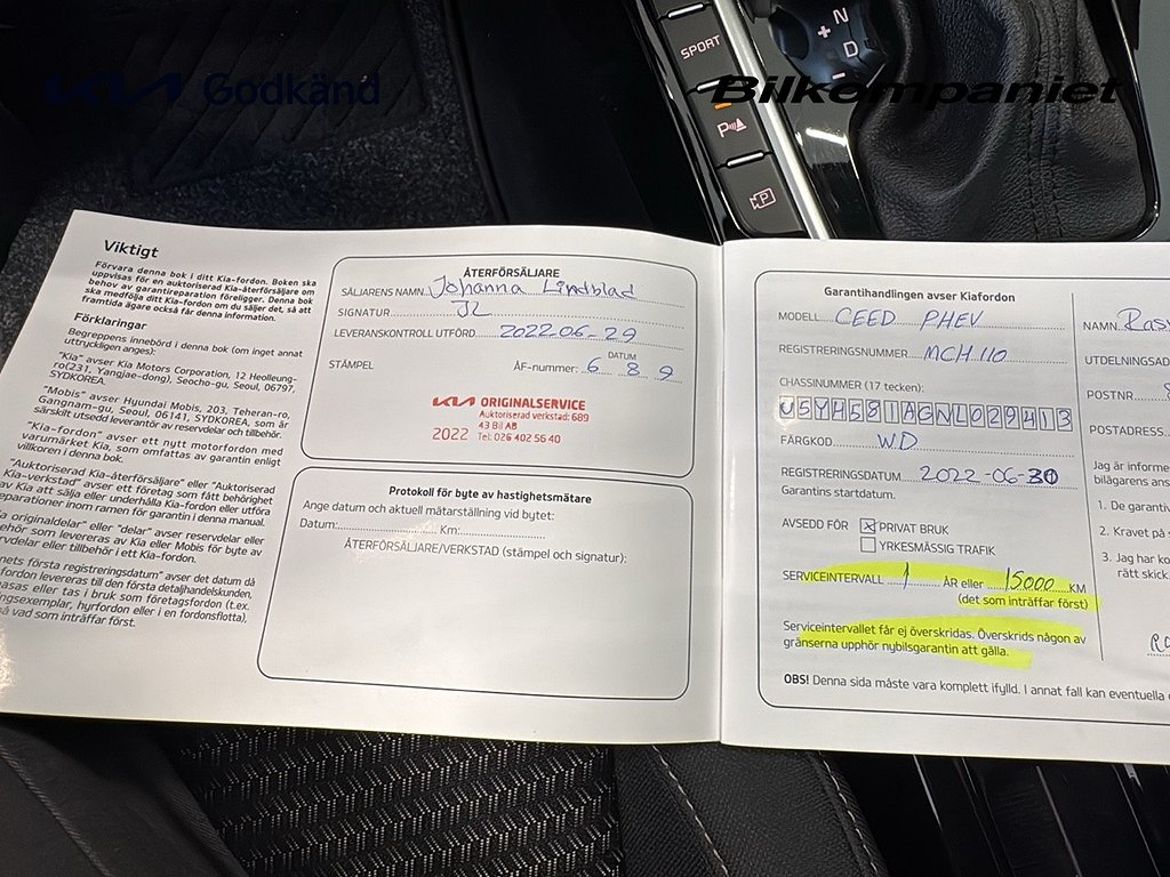 KIA Godkänd
Bilkompaniet
SPORT
N
+
D
-
P
P
Viktigt
Förvara denna bok i ditt Kia-fordon. Boken ska
uppvisas för en auktoriserad Kia-återförsäljare om
behov av garantireparation föreligger. Denna bok
ska medfölja ditt Kia-fordon om du säljer det, så att
framtida ägare också får denna information.
Förklaringar
Begreppens innebörd i denna bok (om inget annat
uttryckligen anges):
"Kia" avser Kia Motors Corporation, 12 Heolleung-
ro(231, Yangjae-dong), Seocho-gu, Seoul, 06797,
SYDKOREA.
"Mobis" avser Hyundai Mobis, 203, Teheran-ro,
Gangnam-gu, Seoul, 06141, SYDKOREA, som är
särskilt utsedd leverantör av reservdelar och tillbehör.
"Kia-fordon" avser ett nytt motorfordon med
varumärket Kia, som omfattas av garantin enligt
villkoren i denna bok.
"Auktoriserad Kia-återförsäljare" eller "Auktoriserad
Kia-verkstad" avser ett företag som fått behörighet
av Kia att sälja eller underhålla Kia-fordon eller utföra
eparationer inom ramen för garantin i denna manual.
a originaldelar" eller "delar" avser reservdelar eller
ehör som levereras av Kia eller Mobis för byte av
rvdelar eller tillbehör i ett Kia-fordon.
nets första registreringsdatum" avser det datum då
fordon levereras till den första detaljhandelskunden,
easas eller tas i bruk som företagsfordon (t.ex.
ngsexemplar, hyrfordon eller i en fordonsflotta),
å vad som inträffar först.
ÅTERFÖRSÄLJARE
SÄLJARENS NAMN Johanna Lindblad
SIGNATUR JL
LEVERANSKONTROLL UTFÖRD 2022-06-29
DATUM
STÄMPEL ÅF-nummer: 6 8 9
KIA ORIGINALSERVICE
Auktoriserad verkstad: 689
43 Bil AB
2022 Tel: 026 402 56 40
Protokoll för byte av hastighetsmätare
Ange datum och aktuell mätarställning vid bytet:
Datum: Km:
ÅTERFÖRSÄLJARE/VERKSTAD (stämpel och signatur):
Garantihandlingen avser Kiafordon
MODELL CEED PHEV
REGISTRERINGSNUMMER MCH 110
CHASSINUMMER (17 tecken):
U5YH581AGNL029413
FÄRGKOD WD
REGISTRERINGSDATUM 2022-06-30
Garantins startdatum.
AVSEDD FÖR X PRIVAT BRUK
YRKESMÄSSIG TRAFIK
SERVICEINTERVALL 1 ÅR eller 15000 KM
(det som inträffar först)
Serviceintervallet får ej överskridas. Överskrids någon av
gränserna upphör nybilsgarantin att gälla.
OBS! Denna sida måste vara komplett ifylld. I annat fall kan eventuella
NAMN Ras
UTDELNINGSAD
POSTNR
POSTADRESS
Jag är informe
bilägarens ans
1. De garanti
2. Kravet på
3. Jag har ko
rätt skick